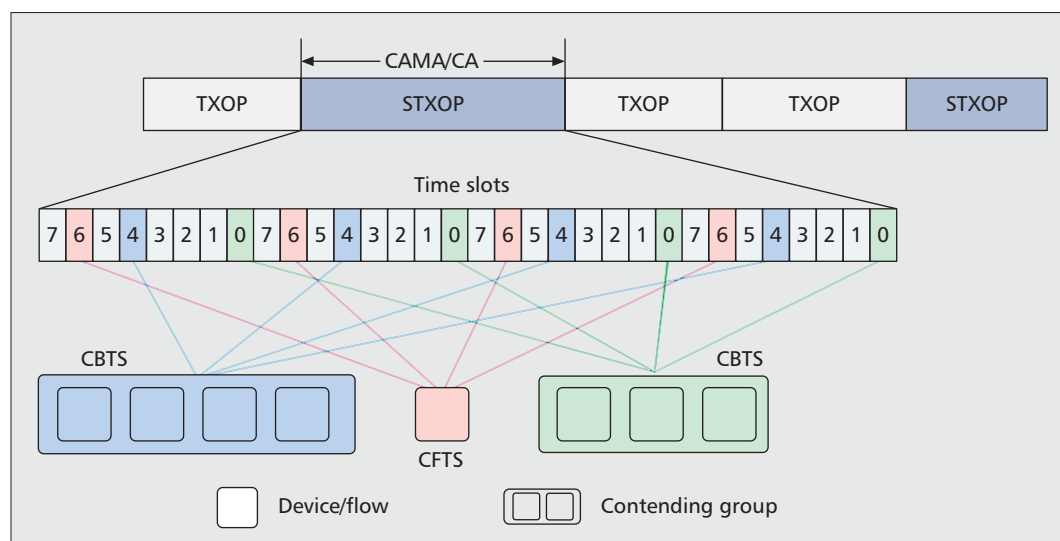 CAMA/CA
TXOP STXOP TXOP TXOP STXOP
Time slots
7 6 5 4 3 2 1 0 7 6 5 4 3 2 1 0 7 6 5 4 3 2 1 0 7 6 5 4 3 2 1 0
CBTS CBTS
CFTS
Device/flow Contending group